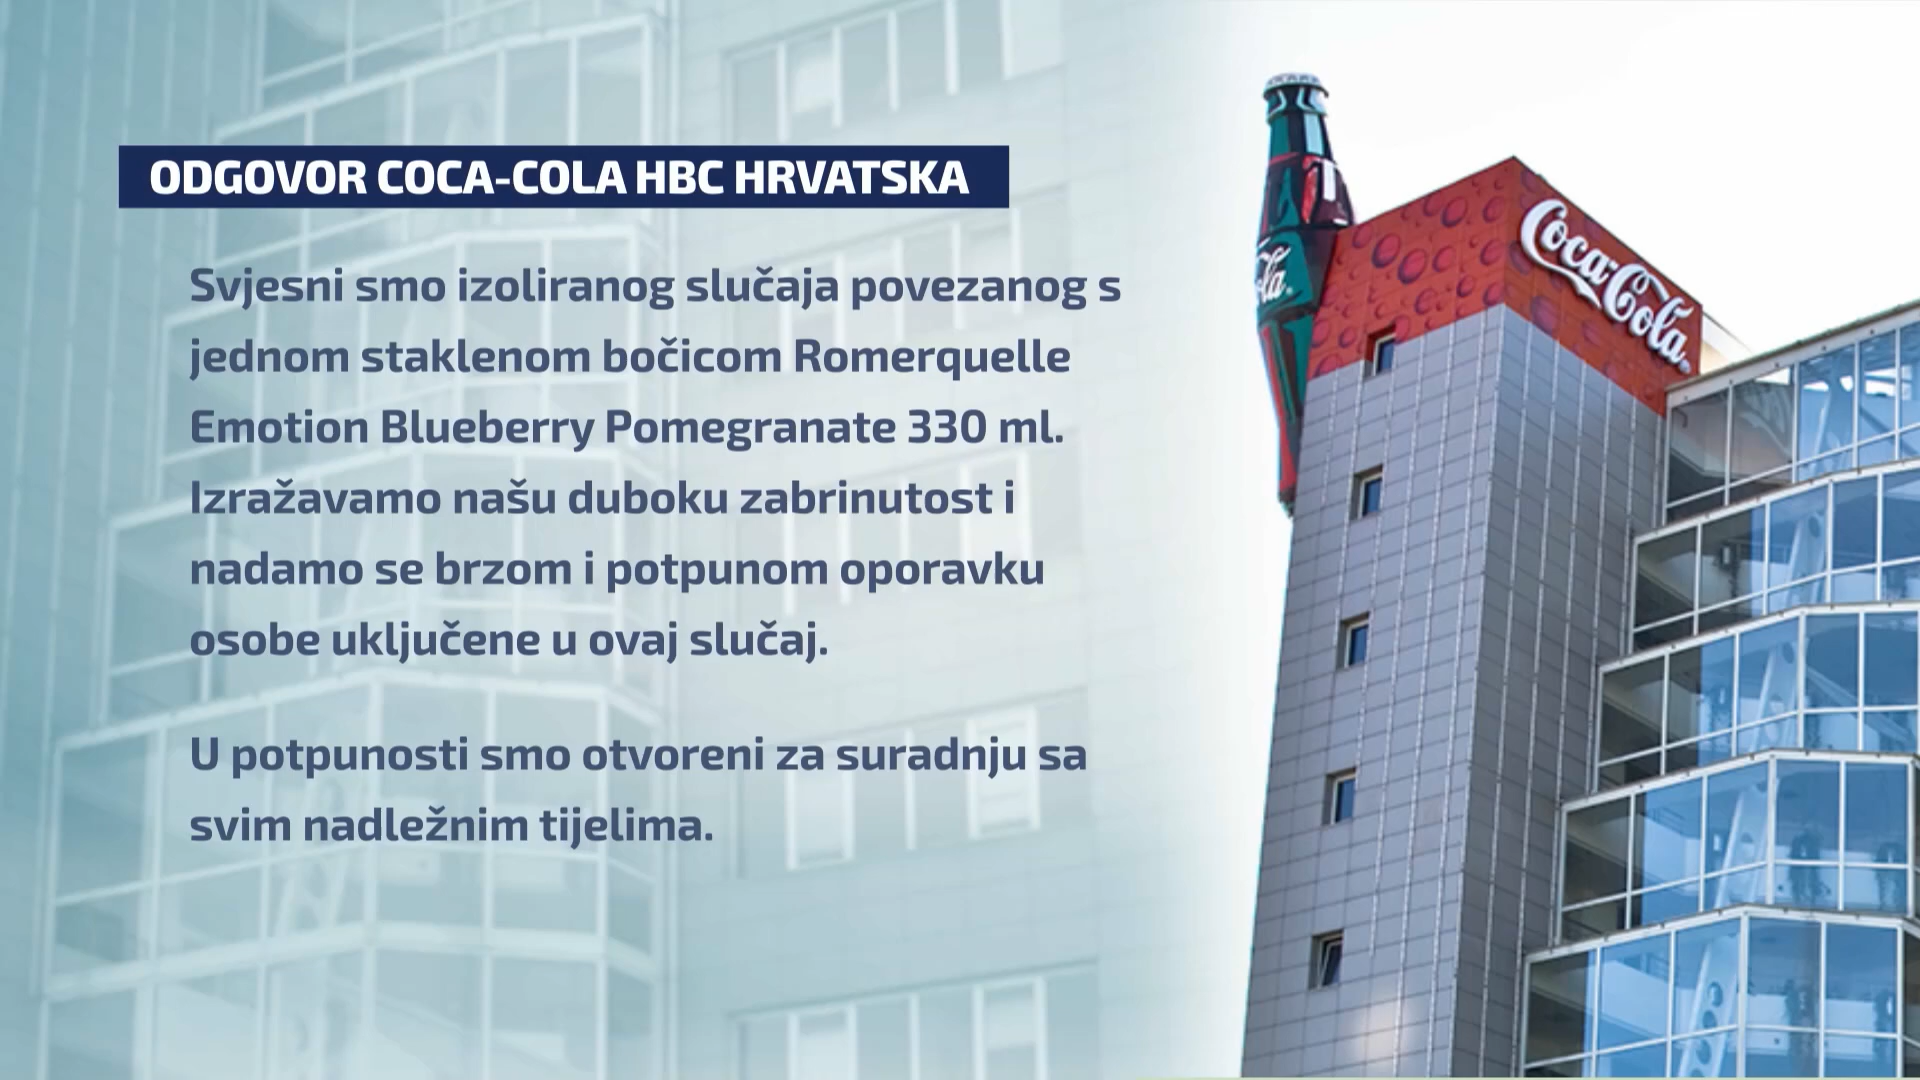 ODGOVOR COCA-COLA HBC HRVATSKA
Svjesni smo izoliranog slučaja povezanog s
jednom staklenom bočicom Romerquelle
Emotion Blueberry Pomegranate 330 ml.
Izražavamo našu duboku zabrinutost i
nadamo se brzom i potpunom oporavku
osobe uključene u ovaj slučaj.
U potpunosti smo otvoreni za suradnju sa
svim nadležnim tijelima.
Coca-Cola